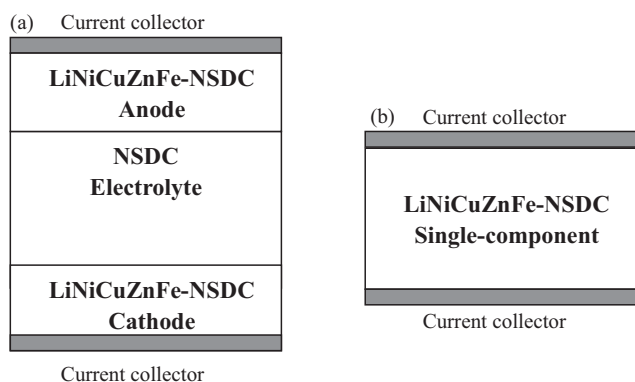 (a)
Current collector
LiNiCuZnFe-NSDC
Anode
NSDC
Electrolyte
LiNiCuZnFe-NSDC
Cathode
Current collector
(b)
Current collector
LiNiCuZnFe-NSDC
Single-component
Current collector